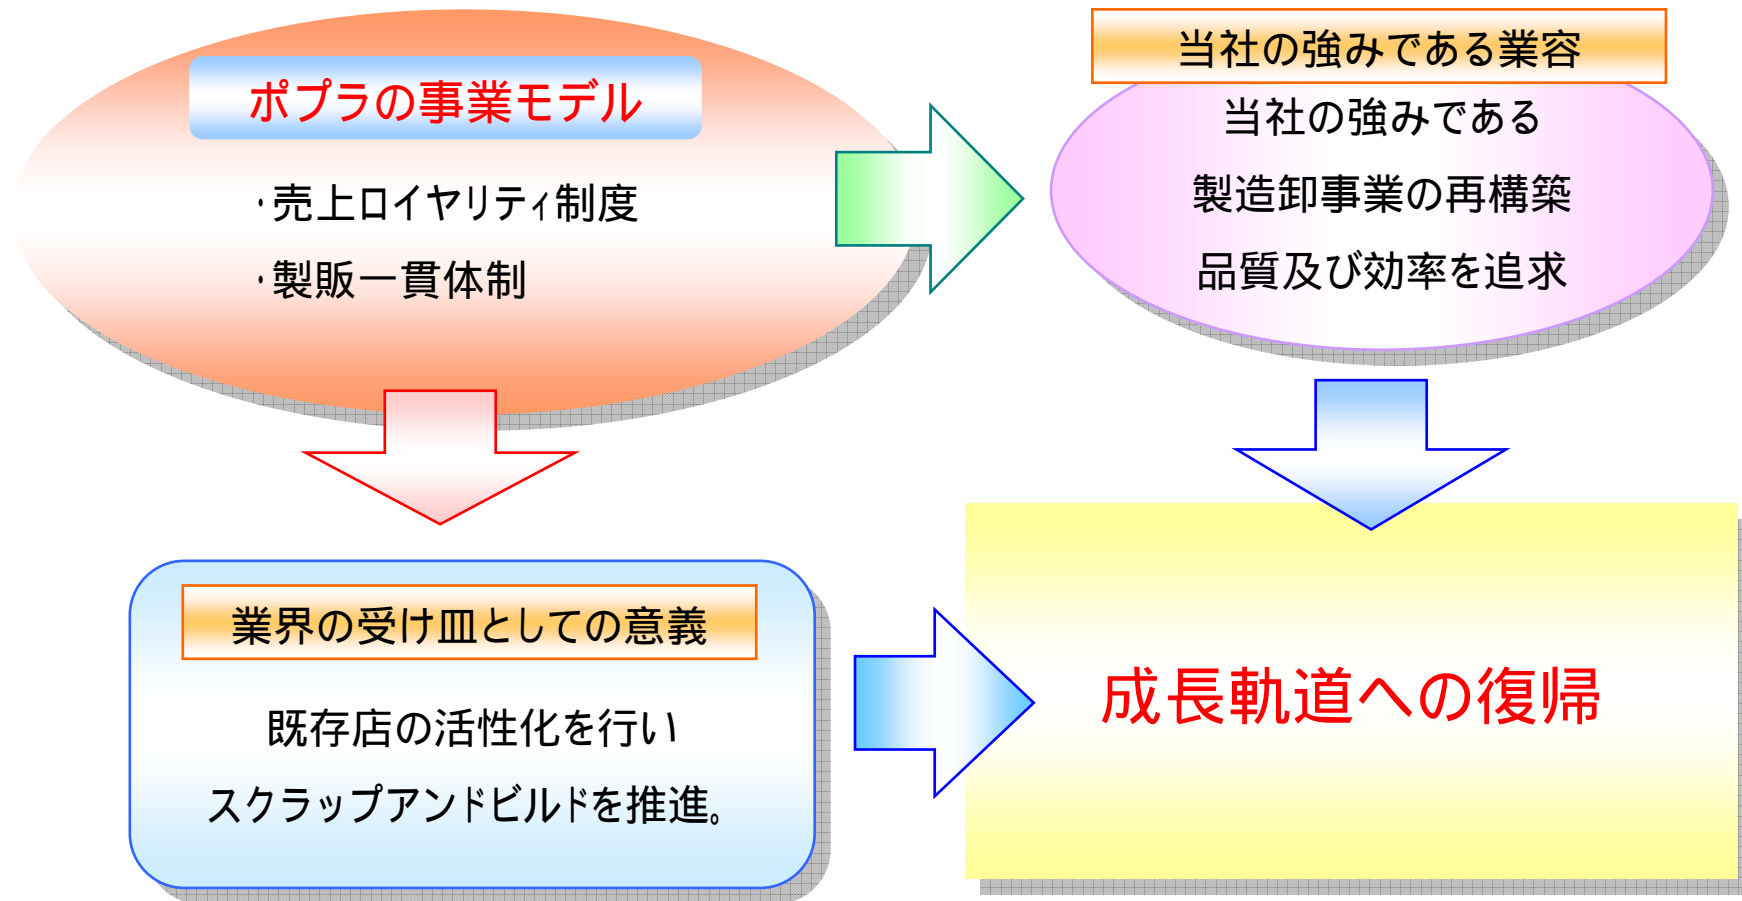 ポプラの事業モデル
・売上ロイヤリティ制度
・製販一貫体制
当社の強みである業容
当社の強みである
製造卸事業の再構築
品質及び効率を追求
業界の受け皿としての意義
既存店の活性化を行い
スクラップアンドビルドを推進。
成長軌道への復帰